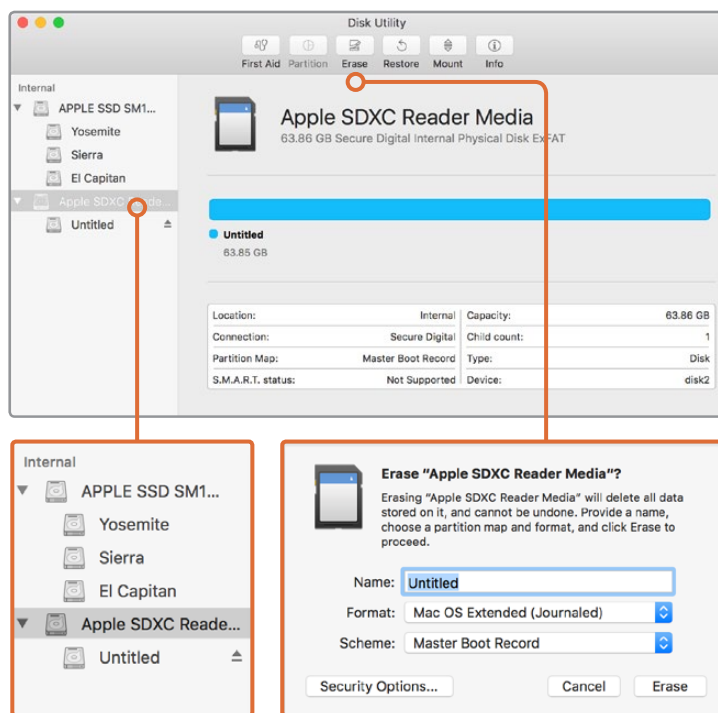 Disk Utility
First Aid Partition Erase Restore Mount Info
Internal
APPLE SSD SM1...
Yosemite
Sierra
El Capitan
Apple SDXC Reade...
Untitled
Apple SDXC Reader Media
63.86 GB Secure Digital Internal Physical Disk ExFAT
Untitled
63.85 GB
Location: Internal Capacity: 63.86 GB
Connection: Secure Digital Child count: 1
Partition Map: Master Boot Record Type: Disk
S.M.A.R.T. status: Not Supported Device: disk2
Internal
APPLE SSD SM1...
Yosemite
Sierra
El Capitan
Apple SDXC Reade...
Untitled
Erase "Apple SDXC Reader Media"?
Erasing "Apple SDXC Reader Media" will delete all data
stored on it, and cannot be undone. Provide a name,
choose a partition map and format, and click Erase to
proceed.
Name: Untitled
Format: Mac OS Extended (Journaled)
Scheme: Master Boot Record
Security Options... Cancel Erase